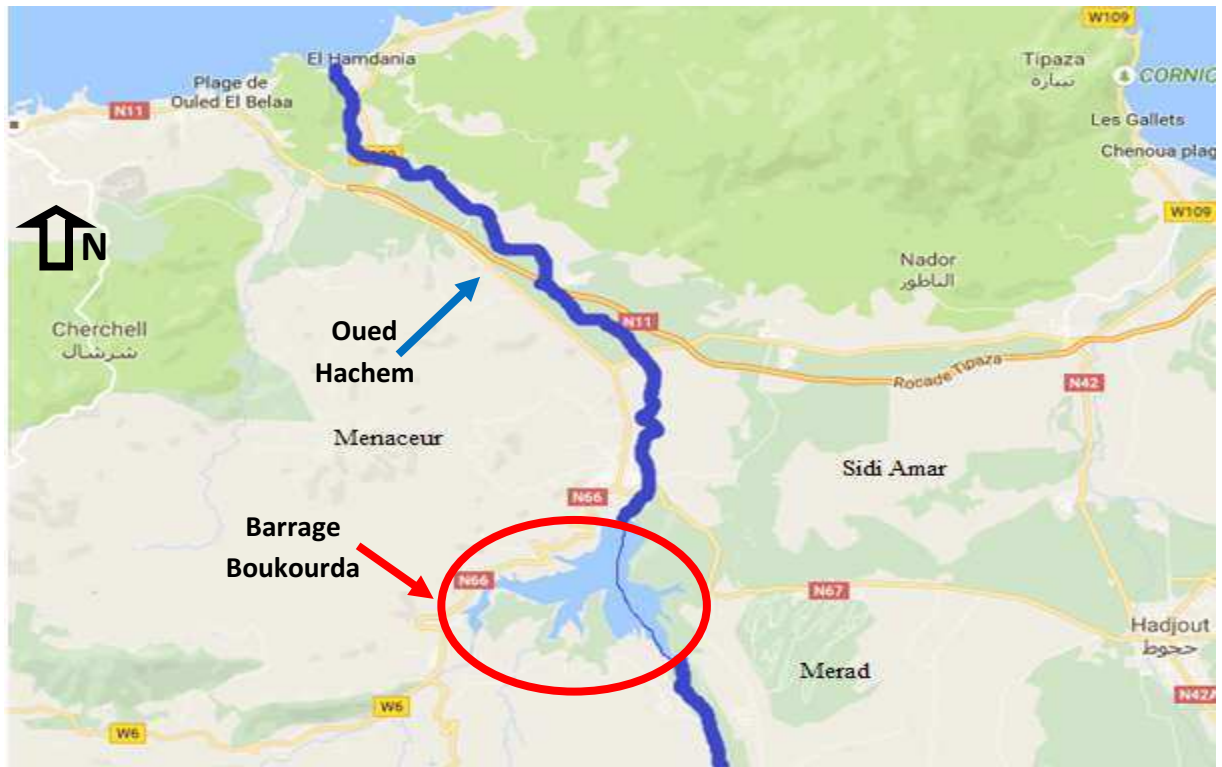 W109
El Hamdania
Tipaza
تيبازة
CORNIC
Plage de
Ouled El Belaa
N11
Les Gallets
Chenoua plag
W109
N
Nador
الناظور
Cherchell
شرشال
Oued
Hachem
N11
Rocade Tipaza
N42
Menaceur
Sidi Amar
N66
Barrage
Boukourda
N66
N67
Hadjout
حجوط
Merad
N42A
W6
W6